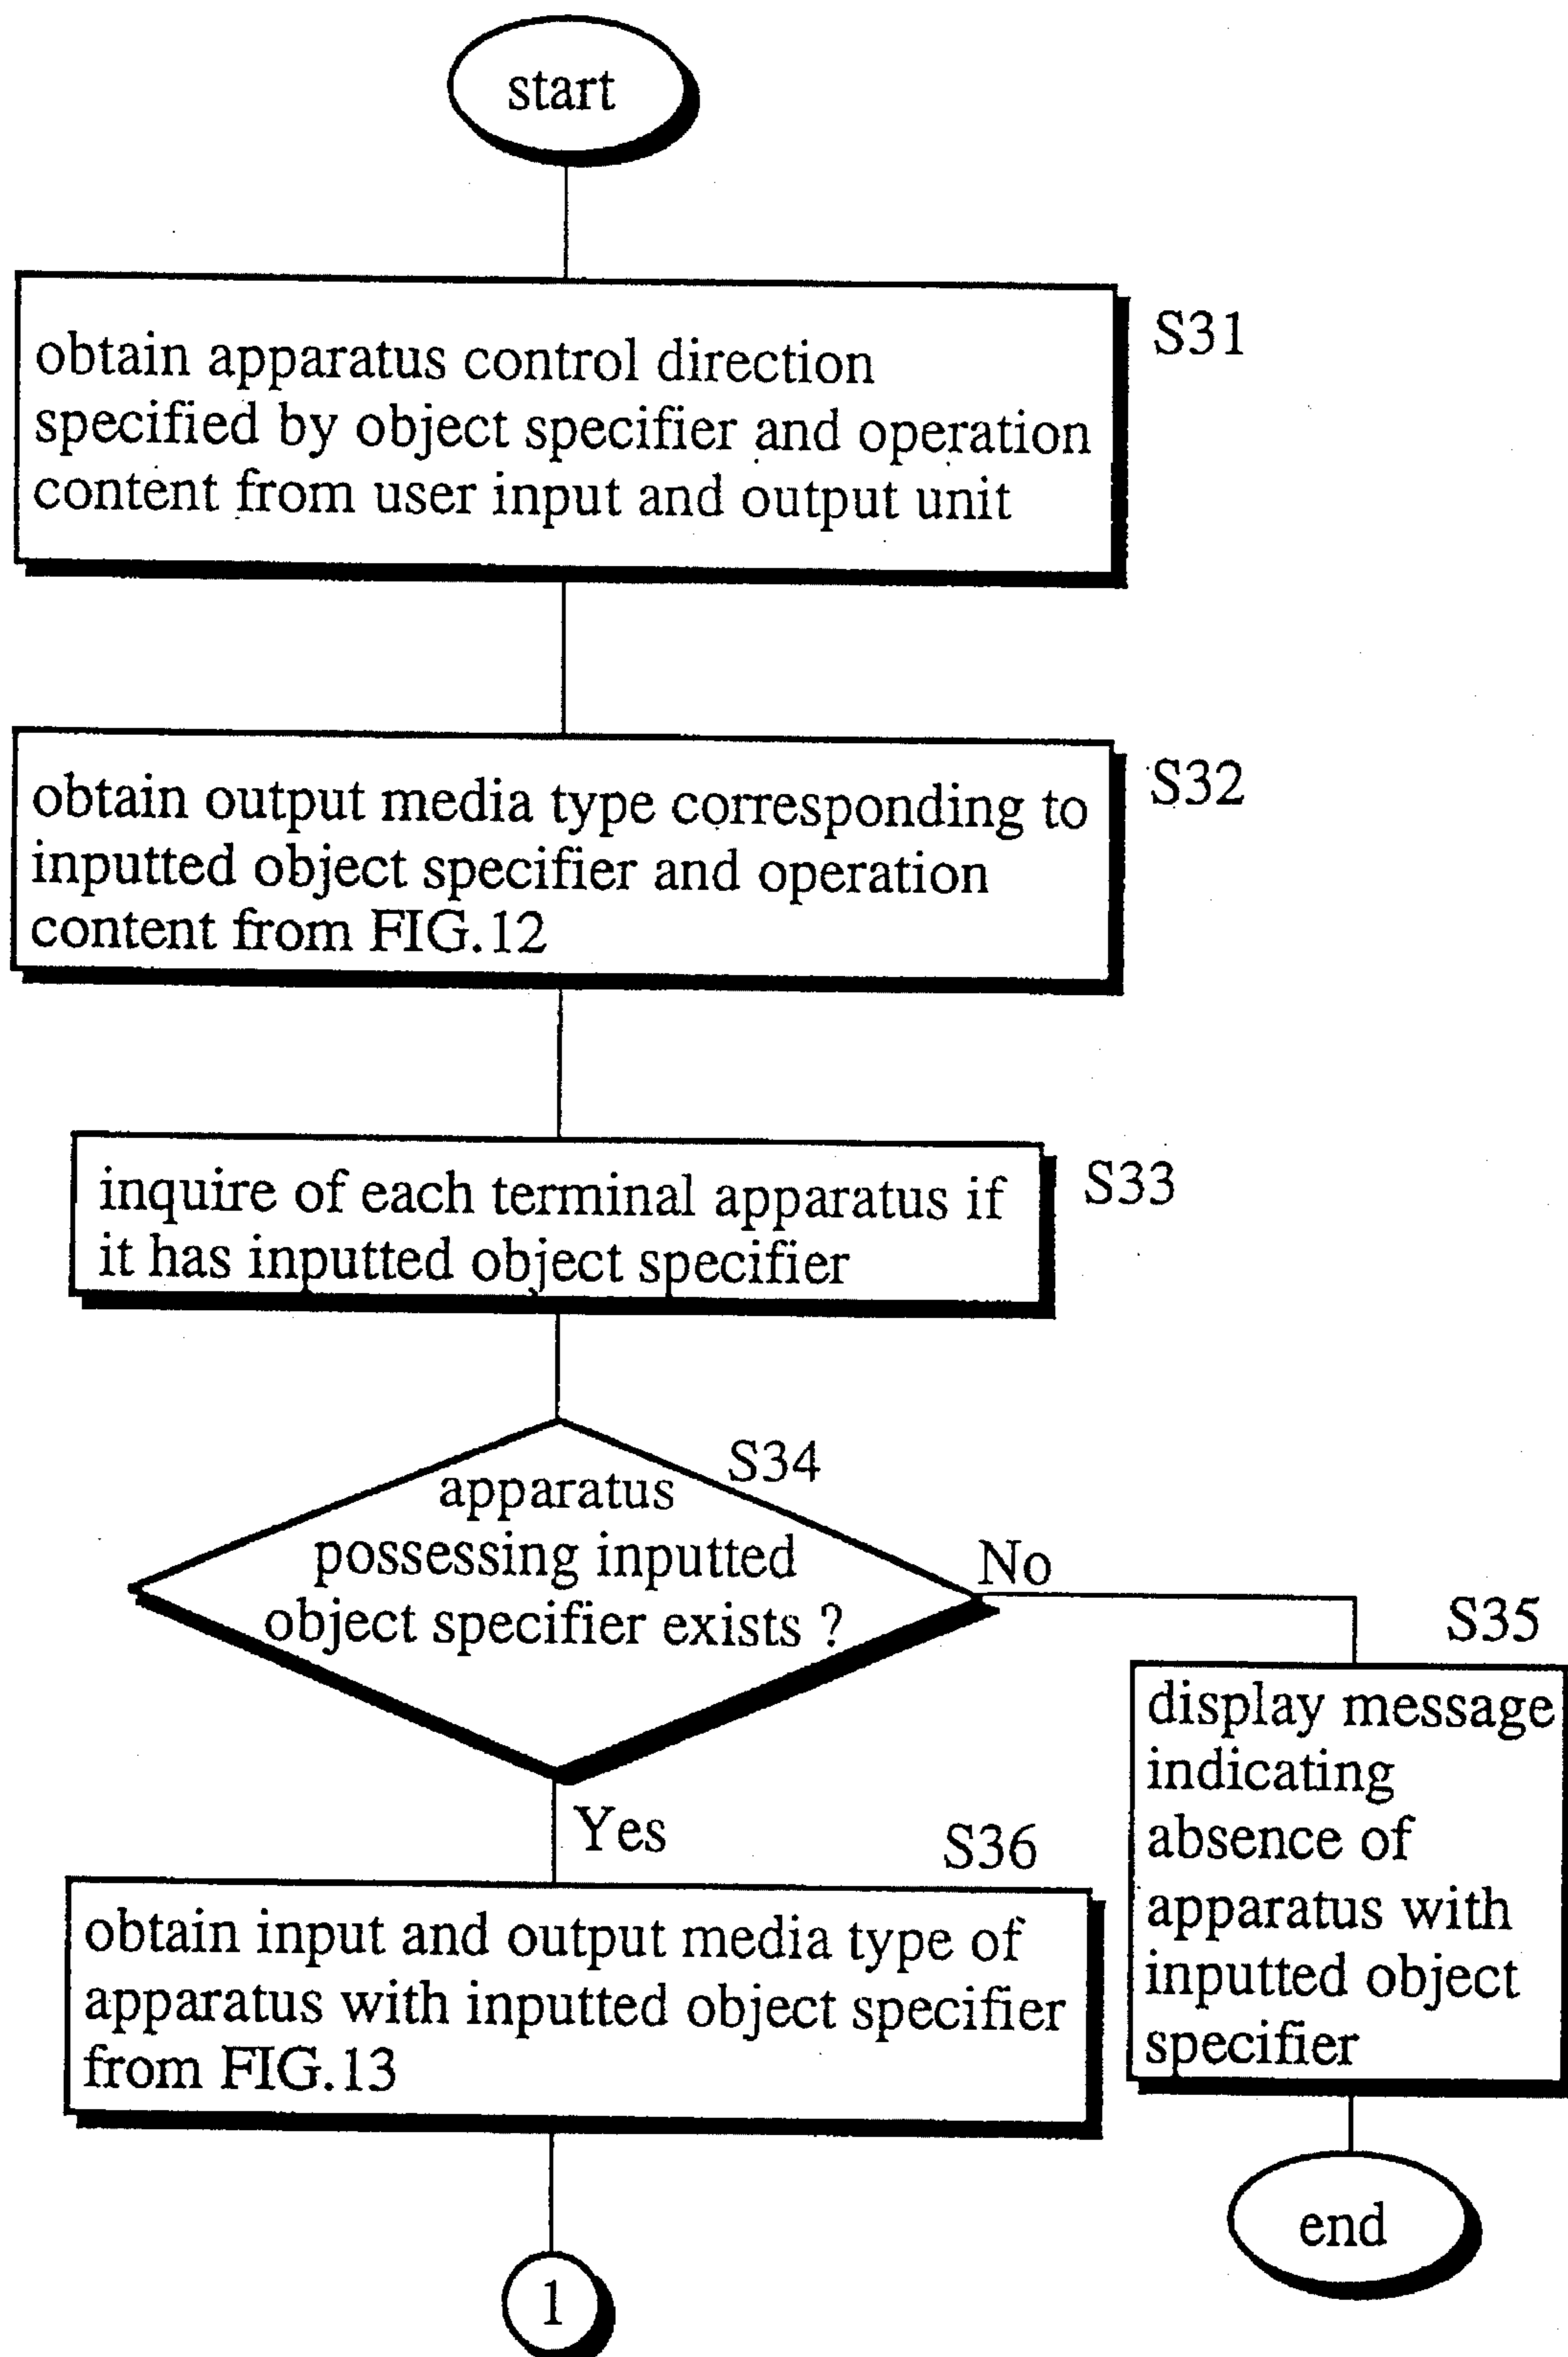 start
S31
obtain apparatus control direction
specified by object specifier and operation
content from user input and output unit
S32
obtain output media type corresponding to
inputted object specifier and operation
content from FIG.12
S33
inquire of each terminal apparatus if
it has inputted object specifier
S34
apparatus
possessing inputted
object specifier exists ?
No
S35
display message
indicating
absence of
apparatus with
inputted object
specifier
end
Yes
S36
obtain input and output media type of
apparatus with inputted object specifier
from FIG.13
1